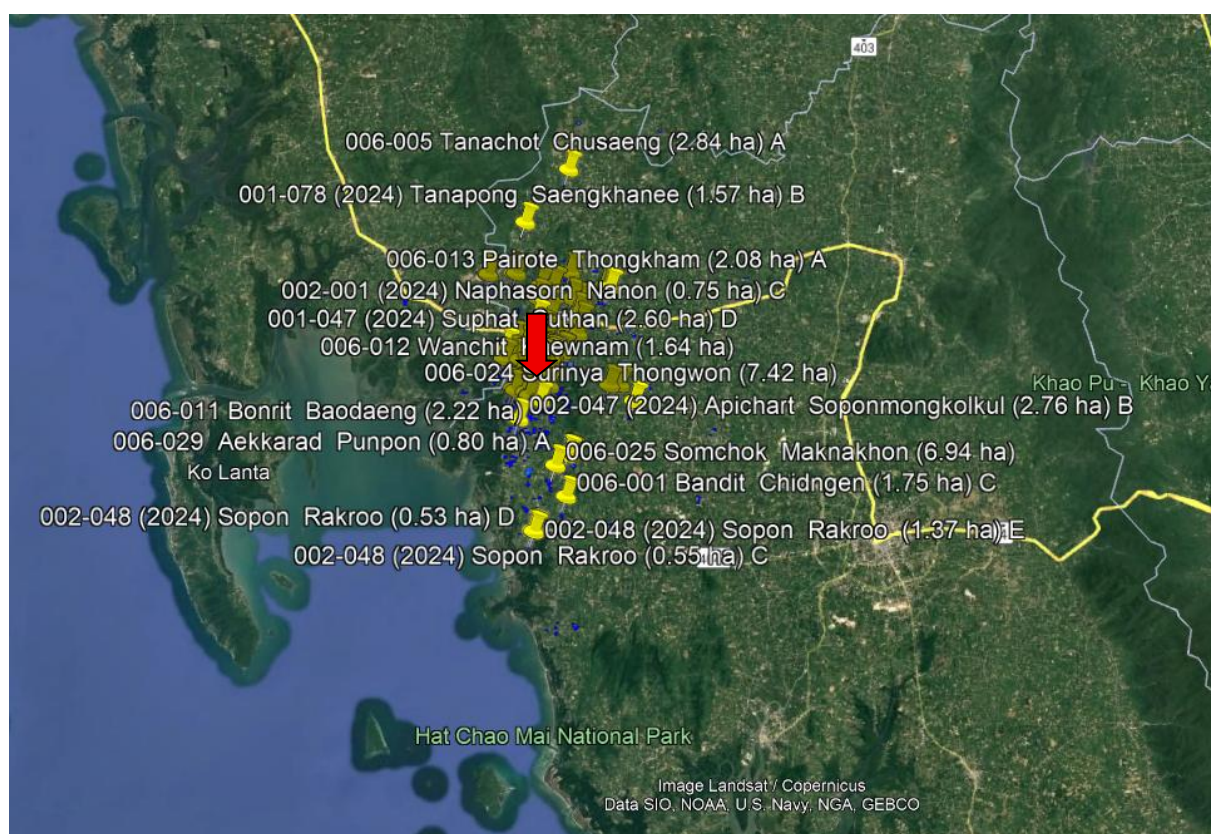 403
006-005 Tanachot Chusaeng (2.84 ha) A
001-078 (2024) Tanapong Saengkhanee (1.57 ha) B
006-013 Pairote Thongkham (2.08 ha) A
002-001 (2024) Naphasorn Nanon (0.75 ha) C
001-047 (2024) Suphat Suthan (2.60 ha) D
006-012 Wanchit Khewnam (1.64 ha)
006-024 Surinya Thongwon (7.42 ha)
Khao Pu - Khao Y
006-011 Bonrit Baodaeng (2.22 ha)
002-047 (2024) Apichart Soponmongkolkul (2.76 ha) B
006-029 Aekkarad Punpon (0.80 ha) A
006-025 Somchok Maknakhon (6.94 ha)
Ko Lanta
006-001 Bandit Chidngen (1.75 ha) C
002-048 (2024) Sopon Rakroo (0.53 ha) D
002-048 (2024) Sopon Rakroo (1.37 ha) E
002-048 (2024) Sopon Rakroo (0.55 ha) C
Hat Chao Mai National Park
Image Landsat / Copernicus
Data SIO, NOAA, U.S. Navy, NGA, GEBCO